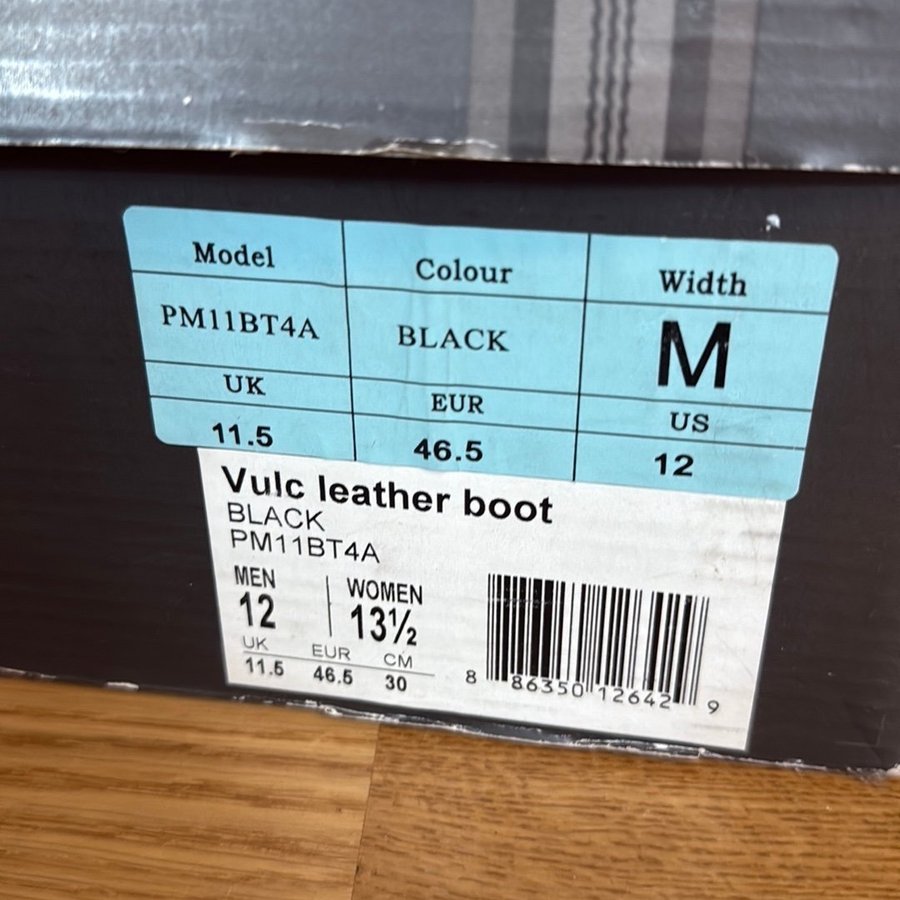 Model Colour Width
PM11BT4A BLACK M
UK EUR US
11.5 46.5 12
Vulc leather boot
BLACK
PM11BT4A
MEN WOMEN
12 13½
UK EUR CM
11.5 46.5 30
8 86350 12642 9